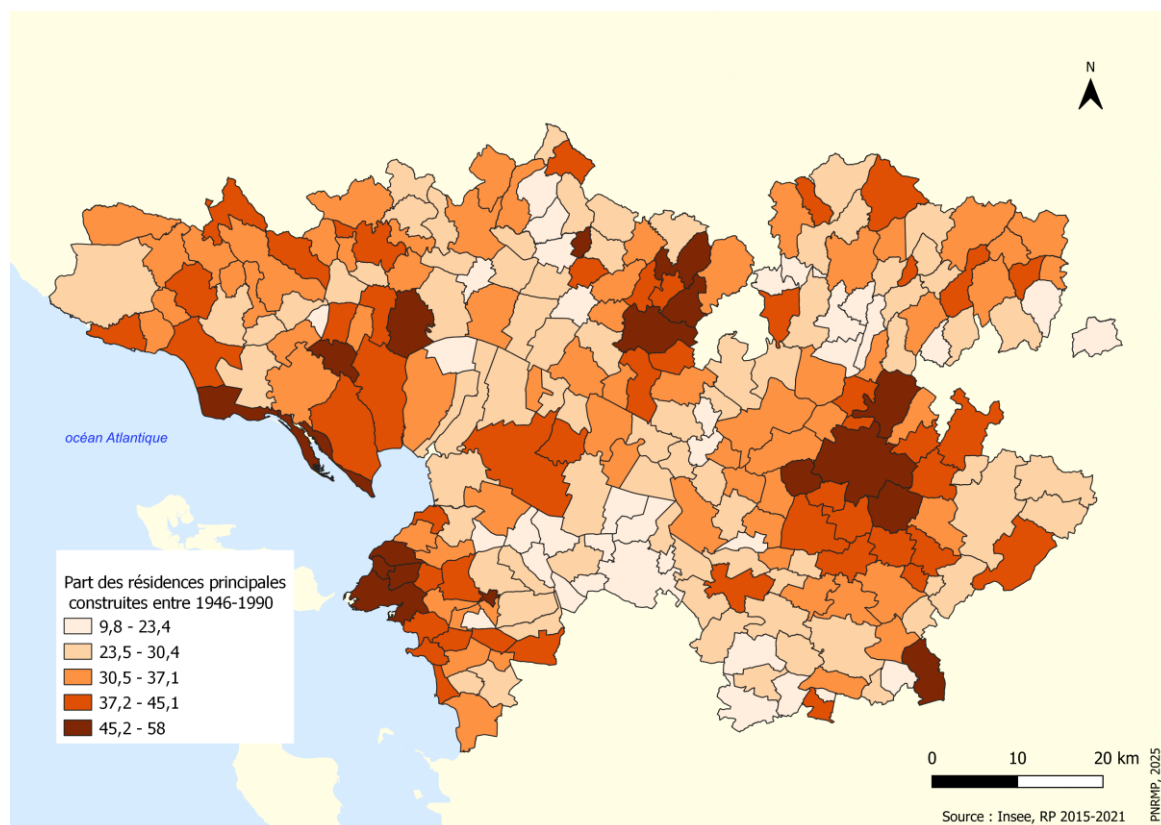 N
océan Atlantique
Part des résidences principales
construites entre 1946-1990
9,8 - 23,4
23,5 - 30,4
30,5 - 37,1
37,2 - 45,1
45,2 - 58
0 10 20 km
Source : Insee, RP 2015-2021
PNRMP, 2025